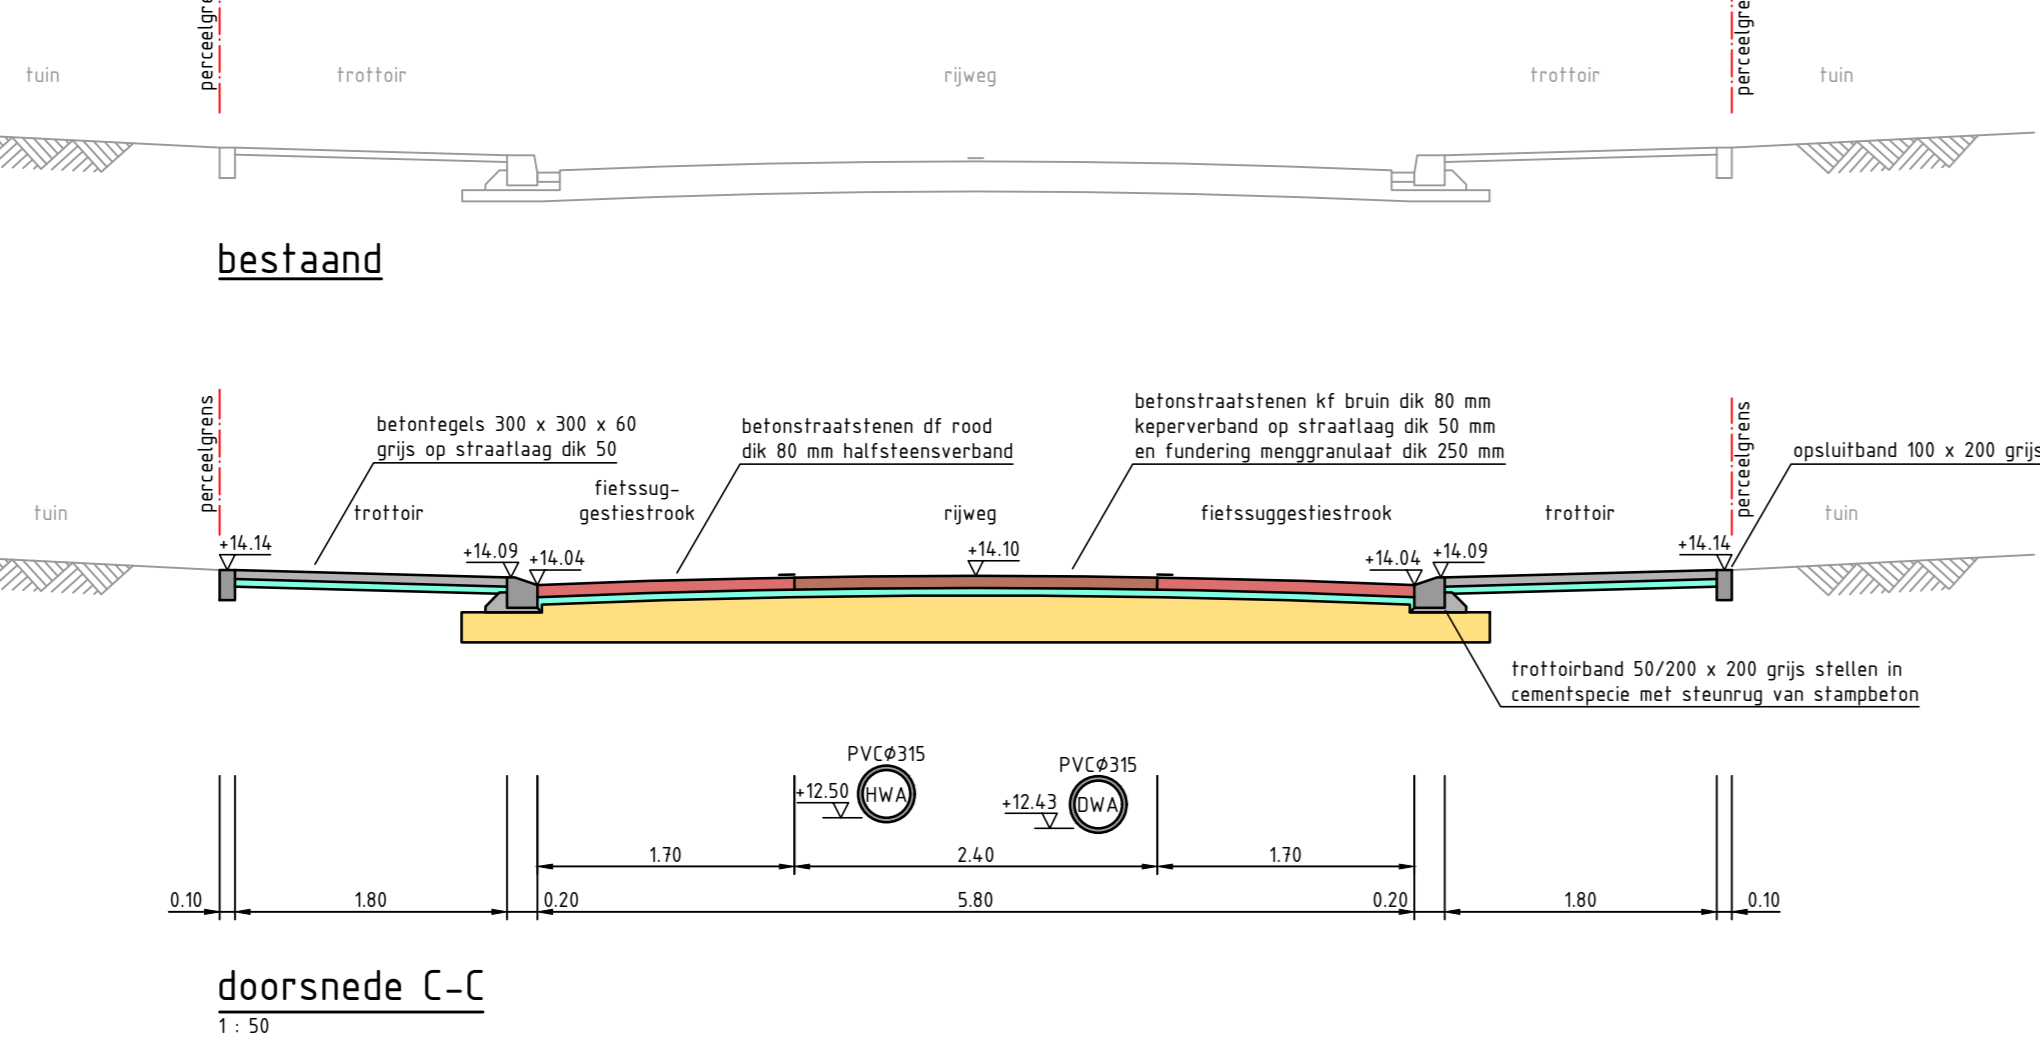 perceelgre
perceelgre
tuin
trottoir
rijweg
trottoir
tuin
bestaand
perceelgrens
betontegels 300 x 300 x 60
grijs op straatlaag dik 50
betonstraatstenen df rood
dik 80 mm halfsteensverband
betonstraatstenen kf bruin dik 80 mm
keperverband op straatlaag dik 50 mm
en fundering menggranulaat dik 250 mm
perceelgrens
opsluitband 100 x 200 grijs
tuin
trottoir
fietssug-
gestiestrook
rijweg
fietssuggestiestrook
trottoir
tuin
+14.14
+14.09
+14.04
+14.10
+14.04
+14.09
+14.14
trottoirband 50/200 x 200 grijs stellen in
cementspecie met steunrug van stampbeton
PVCØ315
HWA
+12.50
PVCØ315
DWA
+12.43
1.70
2.40
1.70
0.10
1.80
0.20
5.80
0.20
1.80
0.10
doorsnede C-C
1 : 50